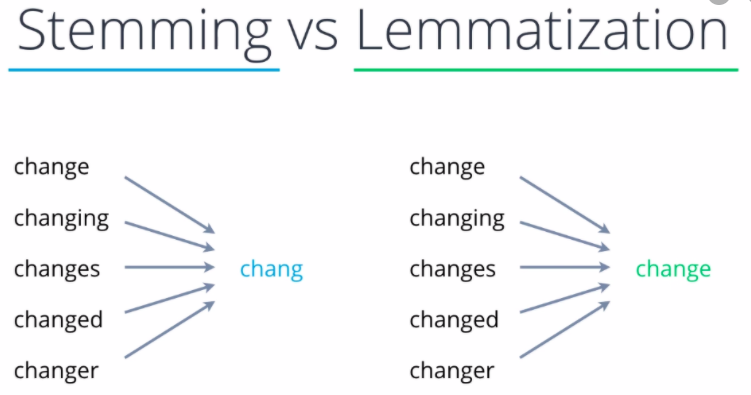 Stemming vs Lemmatization
change
changing
changes
changed
changer
chang
change
changing
changes
changed
changer
change